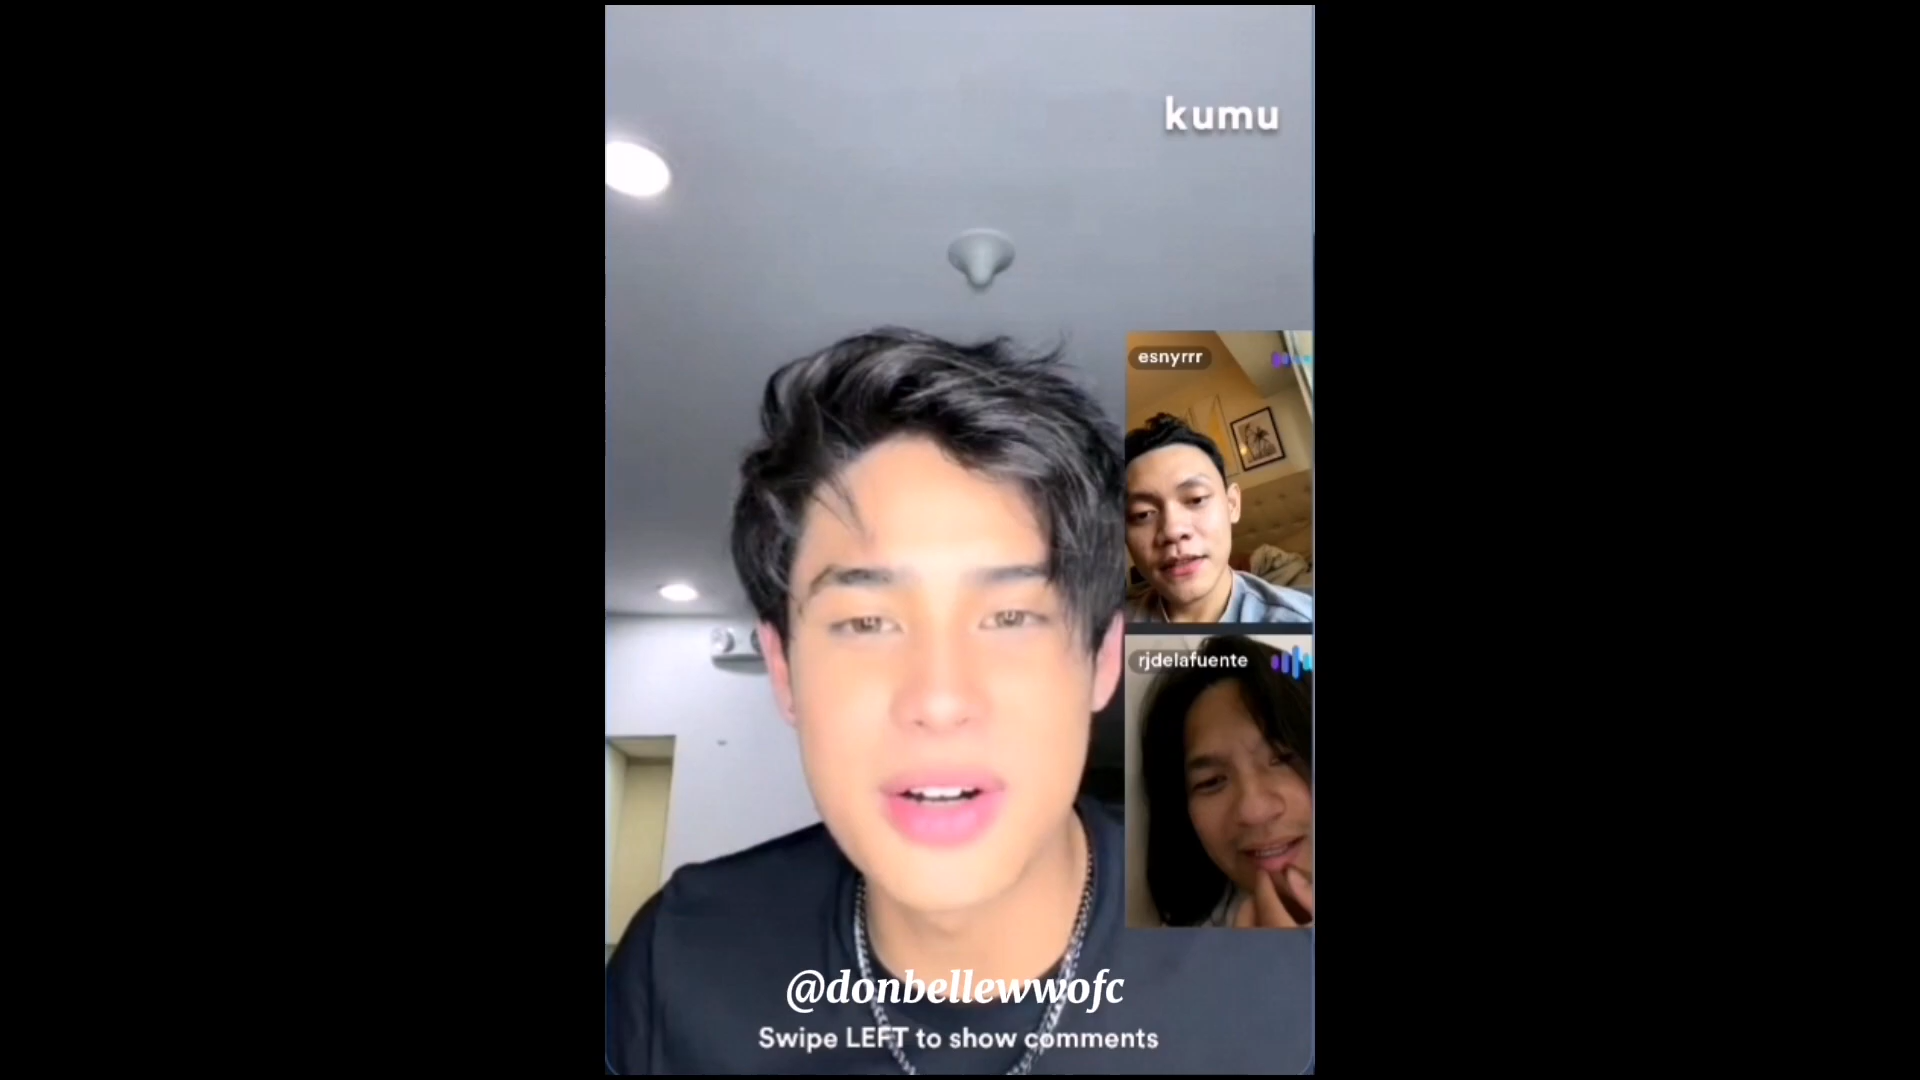 kumu
esnyrrr
rjdelafuente
@donbellewwofc
Swipe LEFT to show comments